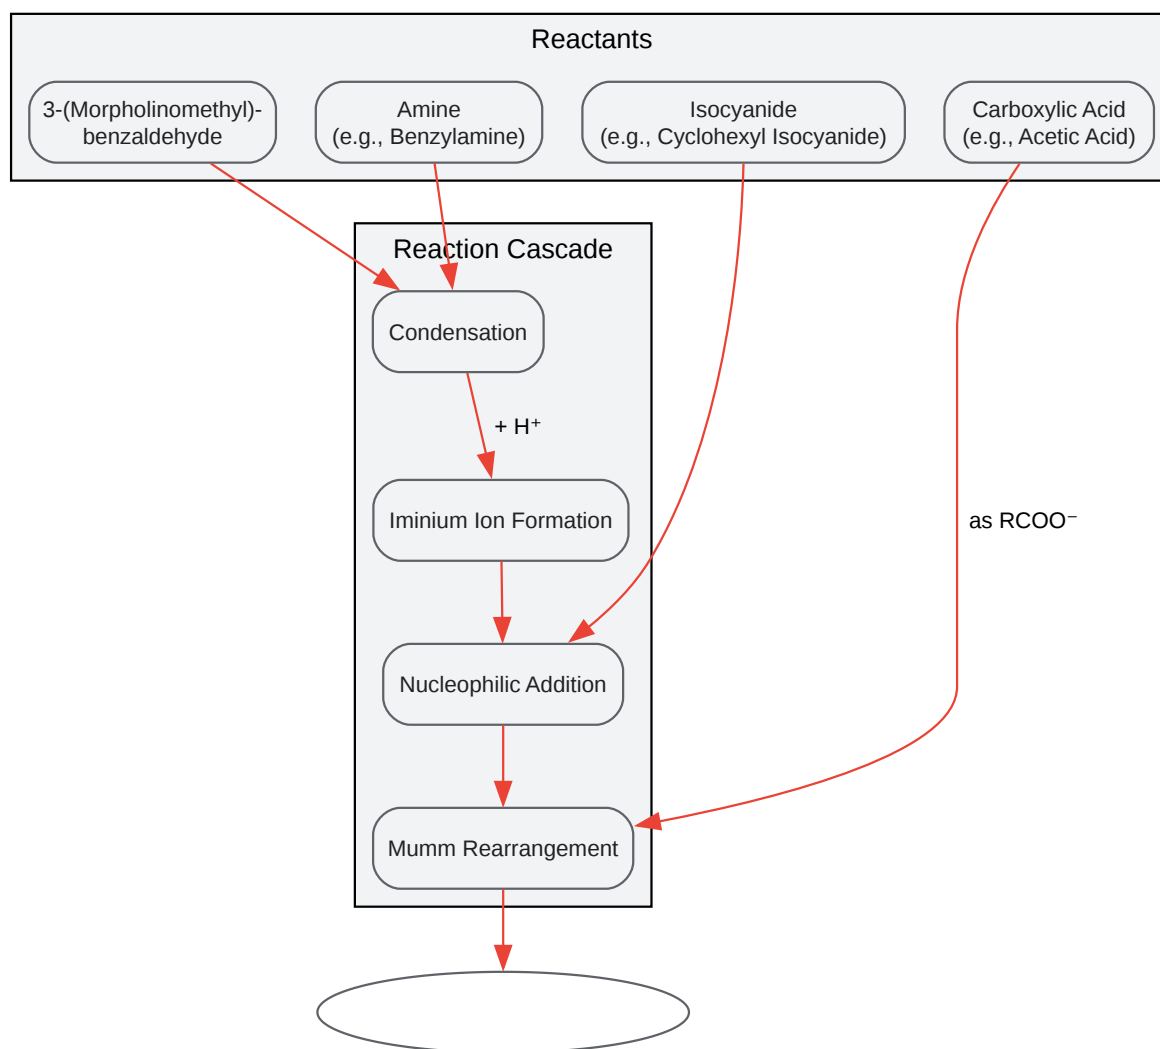 Reactants
3-(Morpholinomethyl)-
benzaldehyde
Amine
(e.g., Benzylamine)
Isocyanide
(e.g., Cyclohexyl Isocyanide)
Carboxylic Acid
(e.g., Acetic Acid)
Reaction Cascade
Condensation
+ H⁺
Iminium Ion Formation
as RCOO⁻
Nucleophilic Addition
Mumm Rearrangement